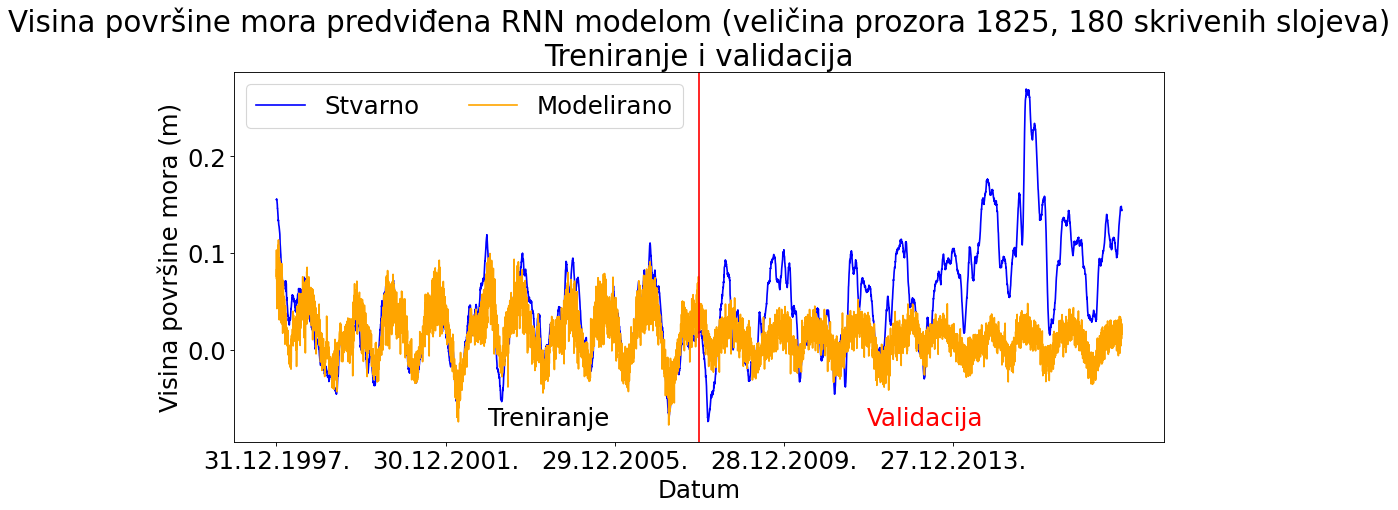 Visina površine mora predviđena RNN modelom (veličina prozora 1825, 180 skrivenih slojeva)
Treniranje i validacija
Stvarno
Modelirano
Visina površine mora (m)
0.2
0.1
0.0
Treniranje
Validacija
31.12.1997.
30.12.2001.
29.12.2005.
28.12.2009.
27.12.2013.
Datum